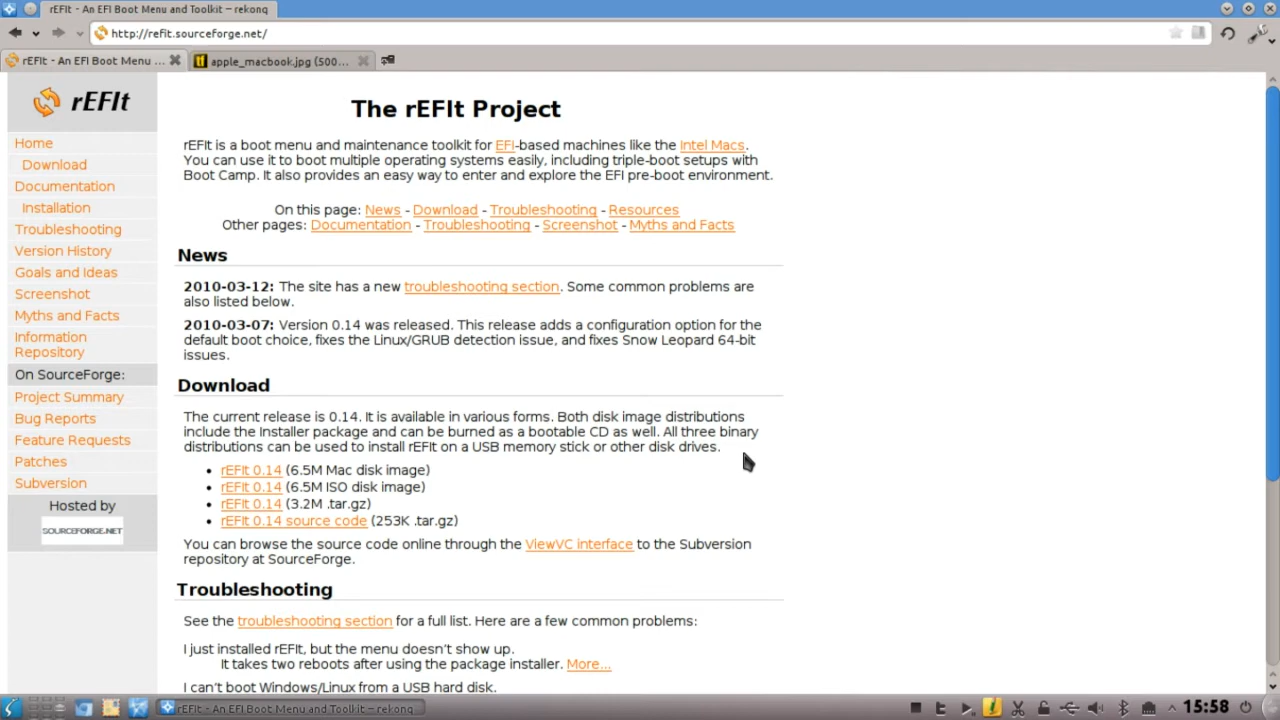 rEFIt - An EFI Boot Menu and Toolkit – rekonq
http://refit.sourceforge.net/
rEFIt - An EFI Boot Menu ...
apple_macbook.jpg (500...
rEFIt
Home
Download
Documentation
Installation
Troubleshooting
Version History
Goals and Ideas
Screenshot
Myths and Facts
Information
Repository
On SourceForge:
Project Summary
Bug Reports
Feature Requests
Patches
Subversion
Hosted by
SOURCEFORGE.NET
The rEFIt Project
rEFIt is a boot menu and maintenance toolkit for EFI-based machines like the Intel Macs.
You can use it to boot multiple operating systems easily, including triple-boot setups with
Boot Camp. It also provides an easy way to enter and explore the EFI pre-boot environment.
On this page: News - Download - Troubleshooting - Resources
Other pages: Documentation - Troubleshooting - Screenshot - Myths and Facts
News
2010-03-12: The site has a new troubleshooting section. Some common problems are
also listed below.
2010-03-07: Version 0.14 was released. This release adds a configuration option for the
default boot choice, fixes the Linux/GRUB detection issue, and fixes Snow Leopard 64-bit
issues.
Download
The current release is 0.14. It is available in various forms. Both disk image distributions
include the Installer package and can be burned as a bootable CD as well. All three binary
distributions can be used to install rEFIt on a USB memory stick or other disk drives.
• rEFIt 0.14 (6.5M Mac disk image)
• rEFIt 0.14 (6.5M ISO disk image)
• rEFIt 0.14 (3.2M .tar.gz)
• rEFIt 0.14 source code (253K .tar.gz)
You can browse the source code online through the ViewVC interface to the Subversion
repository at SourceForge.
Troubleshooting
See the troubleshooting section for a full list. Here are a few common problems:
I just installed rEFIt, but the menu doesn’t show up.
It takes two reboots after using the package installer. More...
I can’t boot Windows/Linux from a USB hard disk.
rEFIt - An EFI Boot Menu and Toolkit – rekonq
15:58